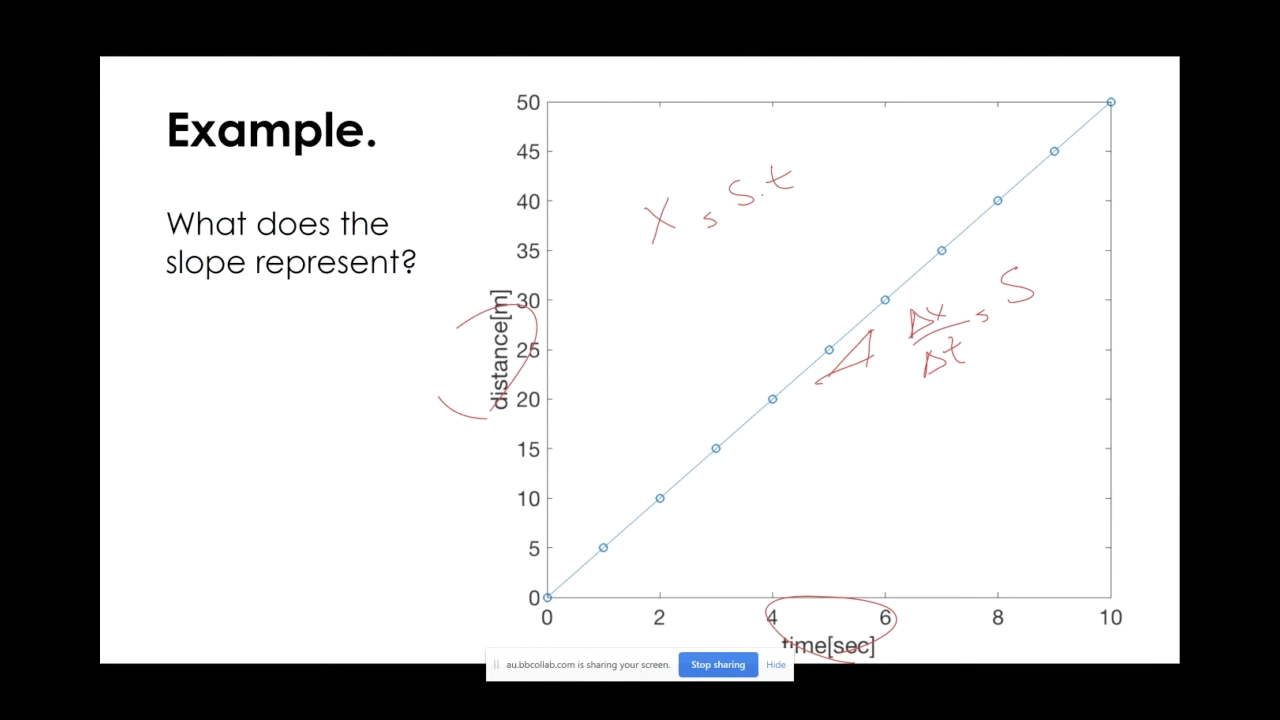 Example.
What does the
slope represent?
50
45
40
35
30
25
20
15
10
5
0
distance[m]
X = s.t
Δx
Δt
= S
0 2 4 6 8 10
time[sec]
au.bbcollab.com is sharing your screen. Stop sharing Hide